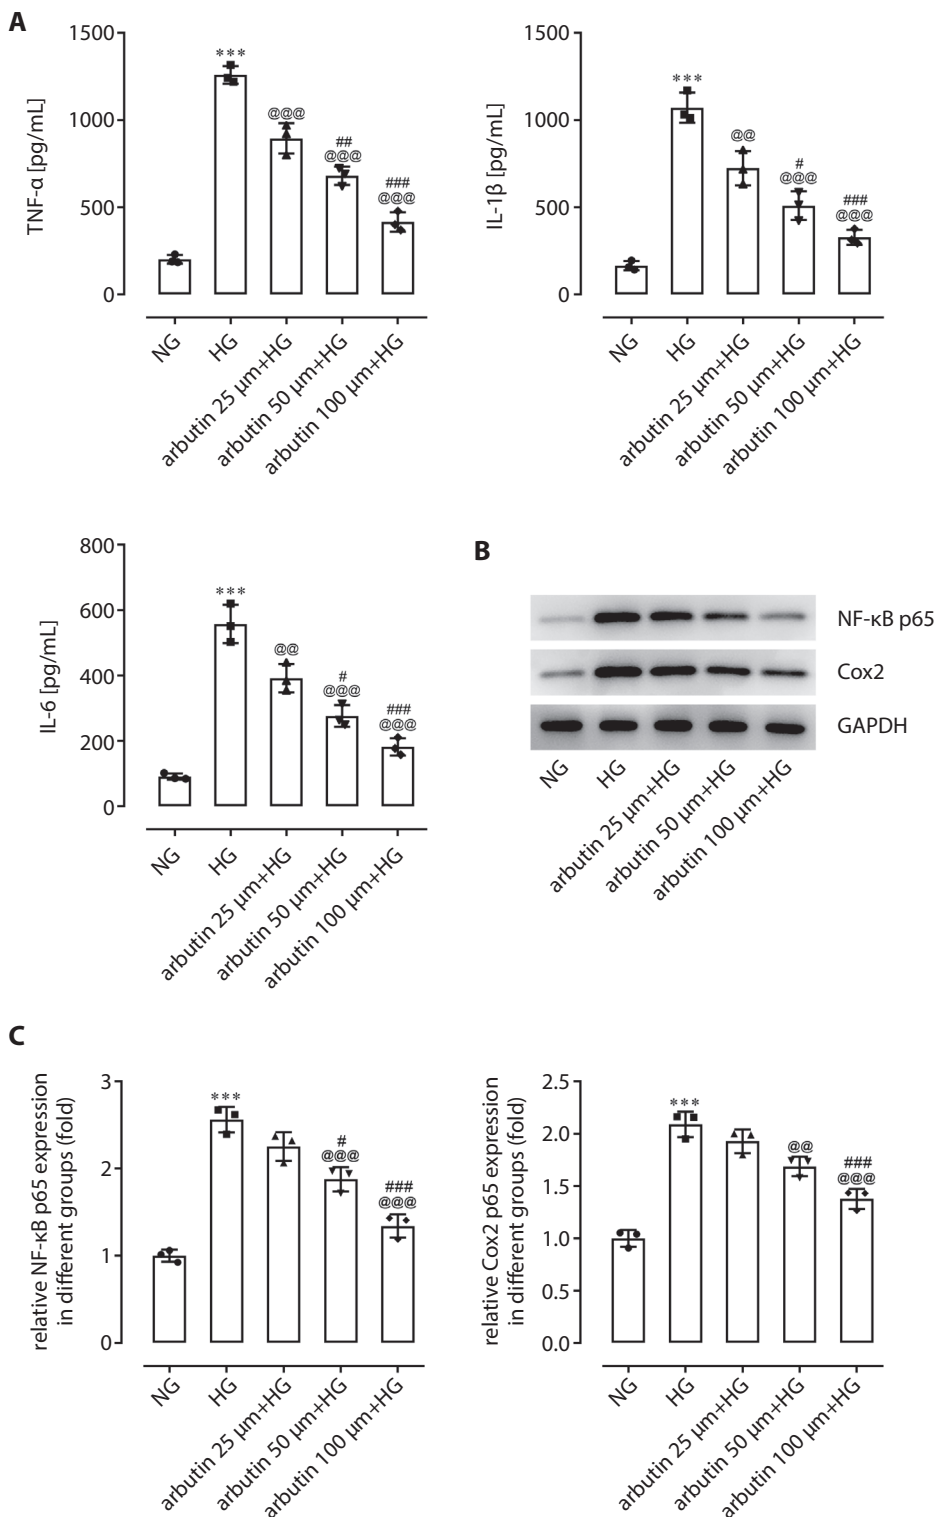 A
TNF-α [pg/mL]
1500
1000
500
0
***
@@@
##
@@@
###
@@@
NG
HG
arbutin 25 µm+HG
arbutin 50 µm+HG
arbutin 100 µm+HG
IL-1β [pg/mL]
1500
1000
500
0
***
@@
#
@@@
###
@@@
NG
HG
arbutin 25 µm+HG
arbutin 50 µm+HG
arbutin 100 µm+HG
IL-6 [pg/mL]
800
600
400
200
0
***
@@
#
@@@
###
@@@
NG
HG
arbutin 25 µm+HG
arbutin 50 µm+HG
arbutin 100 µm+HG
B
NF-κB p65
Cox2
GAPDH
NG
HG
arbutin 25 µm+HG
arbutin 50 µm+HG
arbutin 100 µm+HG
C
relative NF-κB p65 expression
in different groups (fold)
3
2
1
0
***
#
@@@
###
@@@
NG
HG
arbutin 25 µm+HG
arbutin 50 µm+HG
arbutin 100 µm+HG
relative Cox2 p65 expression
in different groups (fold)
2.5
2.0
1.5
1.0
0.5
0.0
***
@@
###
@@@
NG
HG
arbutin 25 µm+HG
arbutin 50 µm+HG
arbutin 100 µm+HG